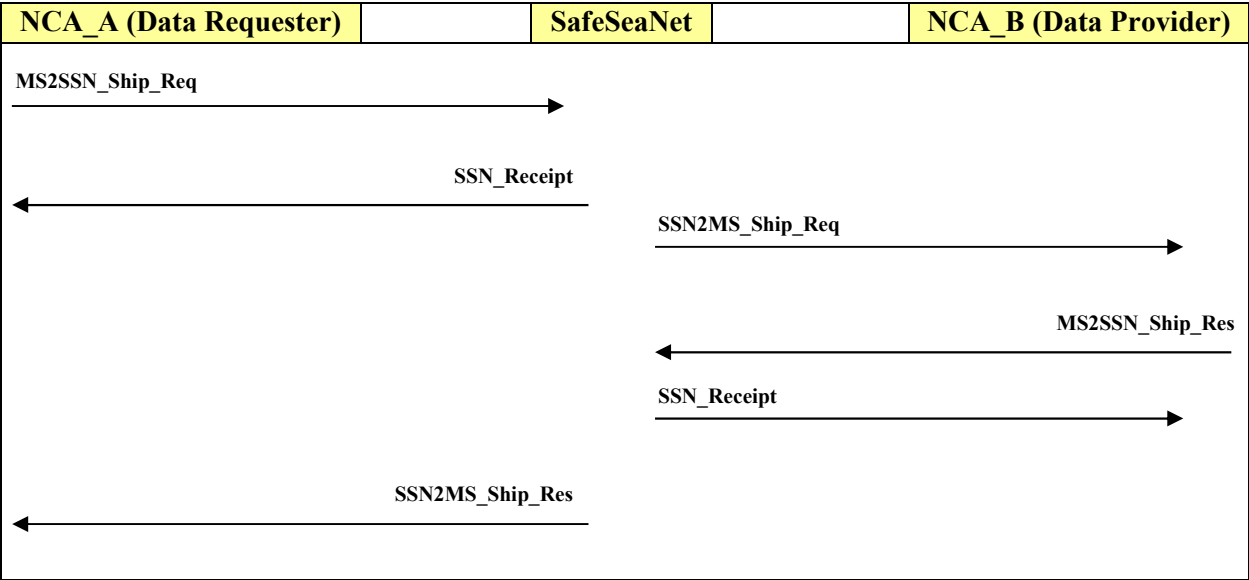 NCA_A (Data Requester)
SafeSeaNet
NCA_B (Data Provider)
MS2SSN_Ship_Req
SSN_Receipt
SSN2MS_Ship_Req
MS2SSN_Ship_Res
SSN_Receipt
SSN2MS_Ship_Res